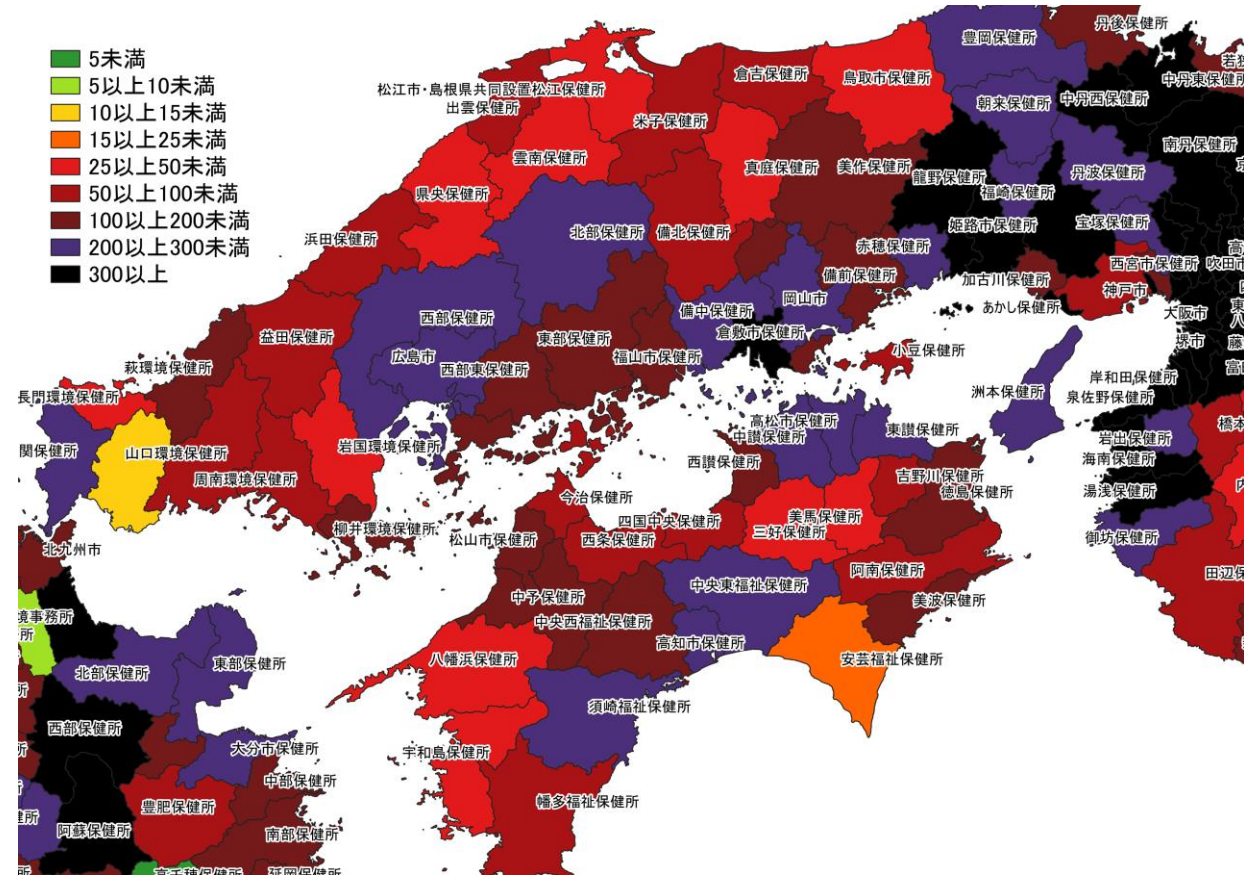 5未満
5以上10未満
10以上15未満
15以上25未満
25以上50未満
50以上100未満
100以上200未満
200以上300未満
300以上
丹後保健所
豊岡保健所
中丹東保健所
中丹西保健所
倉吉保健所
鳥取市保健所
松江市・島根県共同設置松江保健所
出雲保健所
米子保健所
朝来保健所
南丹保健所
雲南保健所
真庭保健所
美作保健所
龍野保健所
福崎保健所
丹波保健所
県央保健所
姫路市保健所
宝塚保健所
浜田保健所
北部保健所
備北保健所
赤穂保健所
西宮市保健所
吹田市
備前保健所
加古川保健所
神戸市
岡山市
あかし保健所
大阪市
西部保健所
備中保健所
倉敷市保健所
益田保健所
東部保健所
堺市
広島市
西部東保健所
福山市保健所
小豆保健所
萩環境保健所
岸和田保健所
洲本保健所
泉佐野保健所
長門環境保健所
高松市保健所
中讃保健所
東讃保健所
岩出保健所
関保健所
山口環境保健所
岩国環境保健所
西讃保健所
海南保健所
周南環境保健所
吉野川保健所
徳島保健所
湯浅保健所
今治保健所
四国中央保健所
美馬保健所
三好保健所
柳井環境保健所
松山市保健所
西条保健所
御坊保健所
北九州市
阿南保健所
田辺保
中央東福祉保健所
中予保健所
美波保健所
境事務所
所
中央西福祉保健所
高知市保健所
八幡浜保健所
安芸福祉保健所
北部保健所
東部保健所
須崎福祉保健所
西部保健所
大分市保健所
宇和島保健所
中部保健所
幡多福祉保健所
豊肥保健所
阿蘇保健所
南部保健所
高千穂保健所
延岡保健所